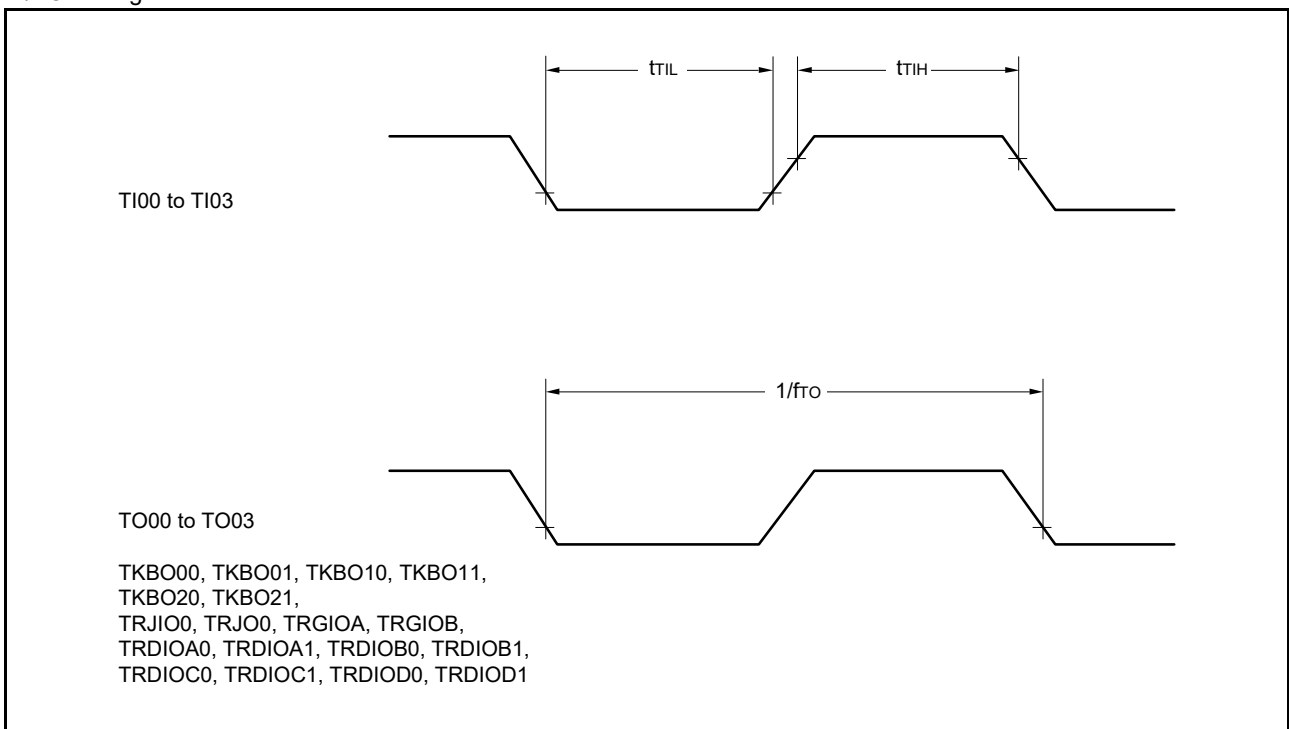 tTIL
tTIH
TI00 to TI03
1/fTO
TO00 to TO03
TKBO00, TKBO01, TKBO10, TKBO11,
TKBO20, TKBO21,
TRJIO0, TRJO0, TRGIOA, TRGIOB,
TRDIOA0, TRDIOA1, TRDIOB0, TRDIOB1,
TRDIOC0, TRDIOC1, TRDIOD0, TRDIOD1